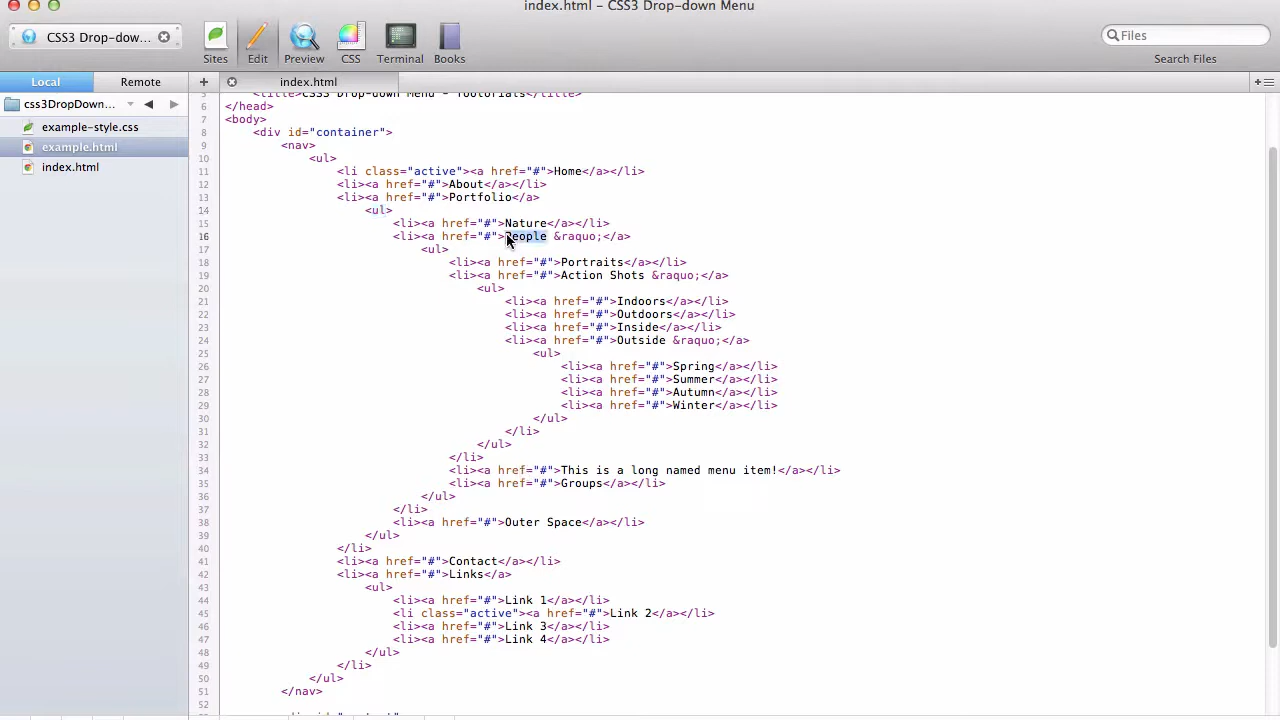 index.html – CSS3 Drop-down Menu
CSS3 Drop-dow...
Sites Edit Preview CSS Terminal Books
Files
Search Files
Local Remote
index.html
css3DropDown...
example-style.css
example.html
index.html
5 <title>CSS3 Drop-down Menu - Tootorials</title>
6 </head>
7 <body>
8 <div id="container">
9 <nav>
10 <ul>
11 <li class="active"><a href="#">Home</a></li>
12 <li><a href="#">About</a></li>
13 <li><a href="#">Portfolio</a>
14 <ul>
15 <li><a href="#">Nature</a></li>
16 <li><a href="#">People &raquo;</a>
17 <ul>
18 <li><a href="#">Portraits</a></li>
19 <li><a href="#">Action Shots &raquo;</a>
20 <ul>
21 <li><a href="#">Indoors</a></li>
22 <li><a href="#">Outdoors</a></li>
23 <li><a href="#">Inside</a></li>
24 <li><a href="#">Outside &raquo;</a>
25 <ul>
26 <li><a href="#">Spring</a></li>
27 <li><a href="#">Summer</a></li>
28 <li><a href="#">Autumn</a></li>
29 <li><a href="#">Winter</a></li>
30 </ul>
31 </li>
32 </ul>
33 </li>
34 <li><a href="#">This is a long named menu item!</a></li>
35 <li><a href="#">Groups</a></li>
36 </ul>
37 </li>
38 <li><a href="#">Outer Space</a></li>
39 </ul>
40 </li>
41 <li><a href="#">Contact</a></li>
42 <li><a href="#">Links</a>
43 <ul>
44 <li><a href="#">Link 1</a></li>
45 <li class="active"><a href="#">Link 2</a></li>
46 <li><a href="#">Link 3</a></li>
47 <li><a href="#">Link 4</a></li>
48 </ul>
49 </li>
50 </ul>
51 </nav>
52